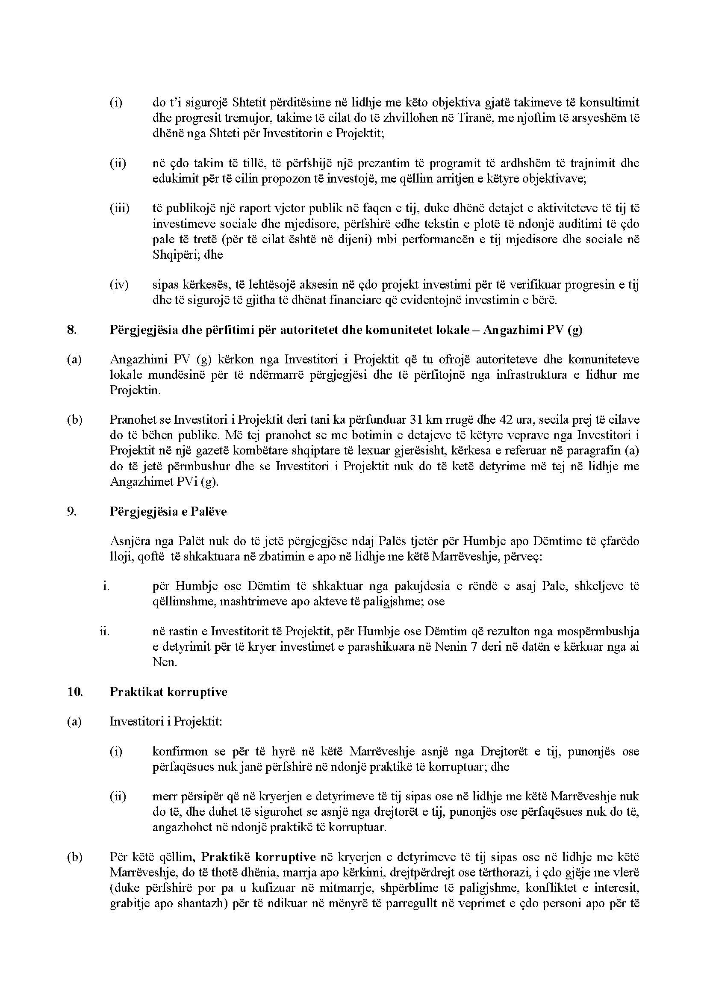 (i) do t’i sigurojë Shtetit përditësime në lidhje me këto objektiva gjatë takimeve të konsultimit
dhe progresit tremujor, takime të cilat do të zhvillohen në Tiranë, me njoftim të arsyeshëm të
dhënë nga Shteti për Investitorin e Projektit;
(ii) në çdo takim të tillë, të përfshijë një prezantim të programit të ardhshëm të trajnimit dhe
edukimit për të cilin propozon të investojë, me qëllim arritjen e këtyre objektivave;
(iii) të publikojë një raport vjetor publik në faqen e tij, duke dhënë detajet e aktiviteteve të tij të
investimeve sociale dhe mjedisore, përfshirë edhe tekstin e plotë të ndonjë auditimi të çdo
pale të tretë (për të cilat është në dijeni) mbi performancën e tij mjedisore dhe sociale në
Shqipëri; dhe
(iv) sipas kërkesës, të lehtësojë aksesin në çdo projekt investimi për të verifikuar progresin e tij
dhe të sigurojë të gjitha të dhënat financiare që evidentojnë investimin e bërë.
8. Përgjegjësia dhe përfitimi për autoritetet dhe komunitetet lokale – Angazhimi PV (g)
(a) Angazhimi PV (g) kërkon nga Investitori i Projektit që tu ofrojë autoriteteve dhe komuniteteve
lokale mundësinë për të ndërmarrë përgjegjësi dhe të përfitojnë nga infrastruktura e lidhur me
Projektin.
(b) Pranohet se Investitori i Projektit deri tani ka përfunduar 31 km rrugë dhe 42 ura, secila prej të cilave
do të bëhen publike. Më tej pranohet se me botimin e detajeve të këtyre veprave nga Investitori i
Projektit në një gazetë kombëtare shqiptare të lexuar gjerësisht, kërkesa e referuar në paragrafin (a)
do të jetë përmbushur dhe se Investitori i Projektit nuk do të ketë detyrime më tej në lidhje me
Angazhimet PVi (g).
9. Përgjegjësia e Palëve
Asnjëra nga Palët nuk do të jetë përgjegjëse ndaj Palës tjetër për Humbje apo Dëmtime të çfarëdo
lloji, qoftë të shkaktuara në zbatimin e apo në lidhje me këtë Marrëveshje, përveç:
i. për Humbje ose Dëmtim të shkaktuar nga pakujdesia e rëndë e asaj Pale, shkeljeve të
qëllimshme, mashtrimeve apo akteve të paligjshme; ose
ii. në rastin e Investitorit të Projektit, për Humbje ose Dëmtim që rezulton nga mospërmbushja
e detyrimit për të kryer investimet e parashikuara në Nenin 7 deri në datën e kërkuar nga ai
Nen.
10. Praktikat korruptive
(a) Investitori i Projektit:
(i) konfirmon se për të hyrë në këtë Marrëveshje asnjë nga Drejtorët e tij, punonjës ose
përfaqësues nuk janë përfshirë në ndonjë praktikë të korruptuar; dhe
(ii) merr përsipër që në kryerjen e detyrimeve të tij sipas ose në lidhje me këtë Marrëveshje nuk
do të, dhe duhet të sigurohet se asnjë nga drejtorët e tij, punonjës ose përfaqësues nuk do të,
angazhohet në ndonjë praktikë të korruptuar.
(b) Për këtë qëllim, Praktikë korruptive në kryerjen e detyrimeve të tij sipas ose në lidhje me këtë
Marrëveshje, do të thotë dhënia, marrja apo kërkimi, drejtpërdrejt ose tërthorazi, i çdo gjëje me vlerë
(duke përfshirë por pa u kufizuar në mitmarrje, shpërblime të paligjshme, konfliktet e interesit,
grabitje apo shantazh) për të ndikuar në mënyrë të parregullt në veprimet e çdo personi apo për të